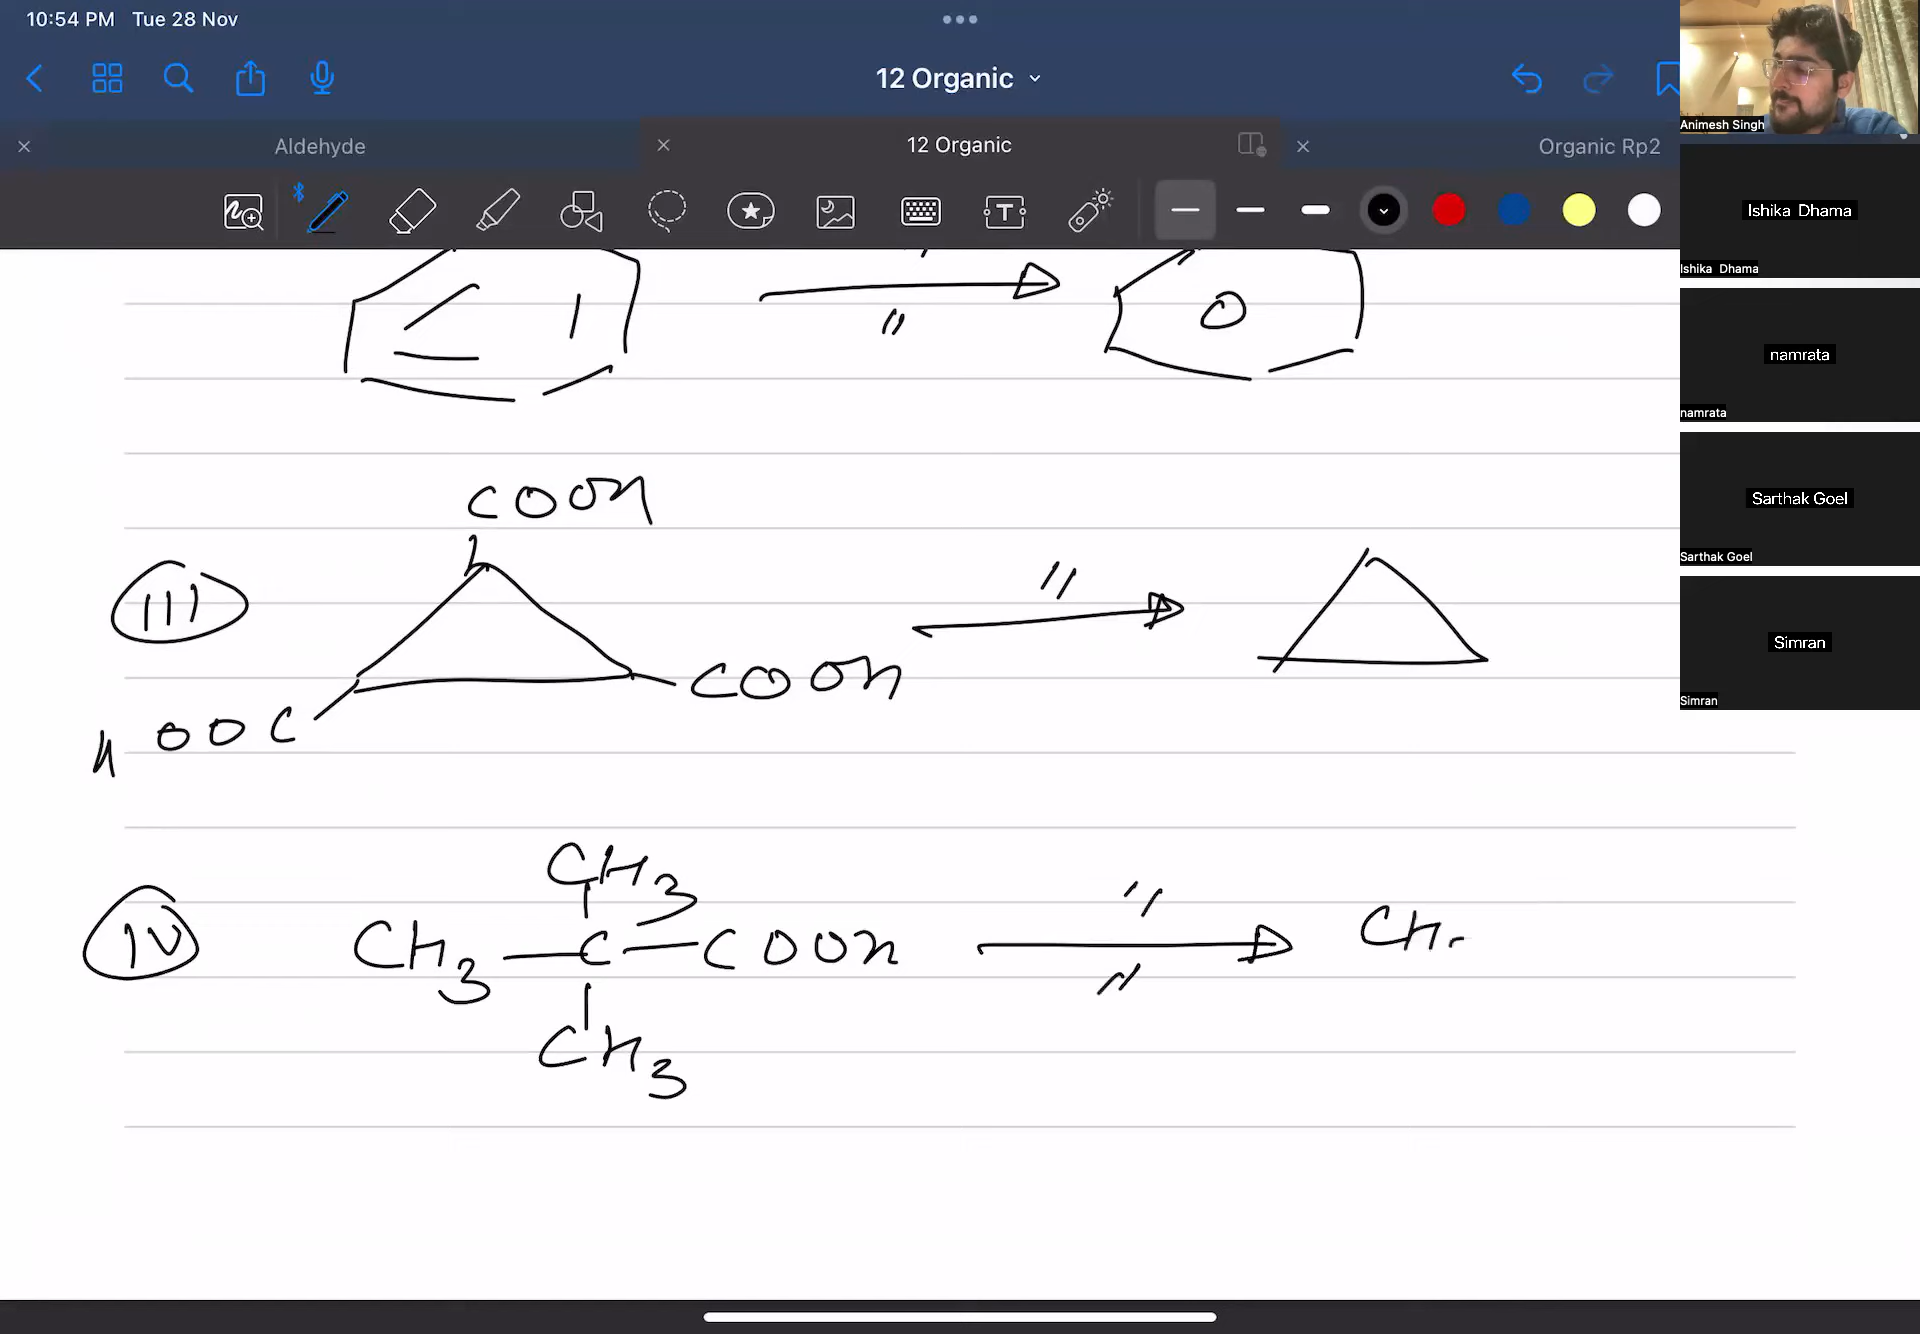 10:54 PM Tue 28 Nov
12 Organic
Aldehyde
12 Organic
Organic Rp2
Animesh Singh
Ishika Dhama
Ishika Dhama
namrata
namrata
Sarthak Goel
Sarthak Goel
Simran
Simran
O
COOH
III
HOOC
COOH
CH3
IV
CH3 — C — COOH
CH
CH3